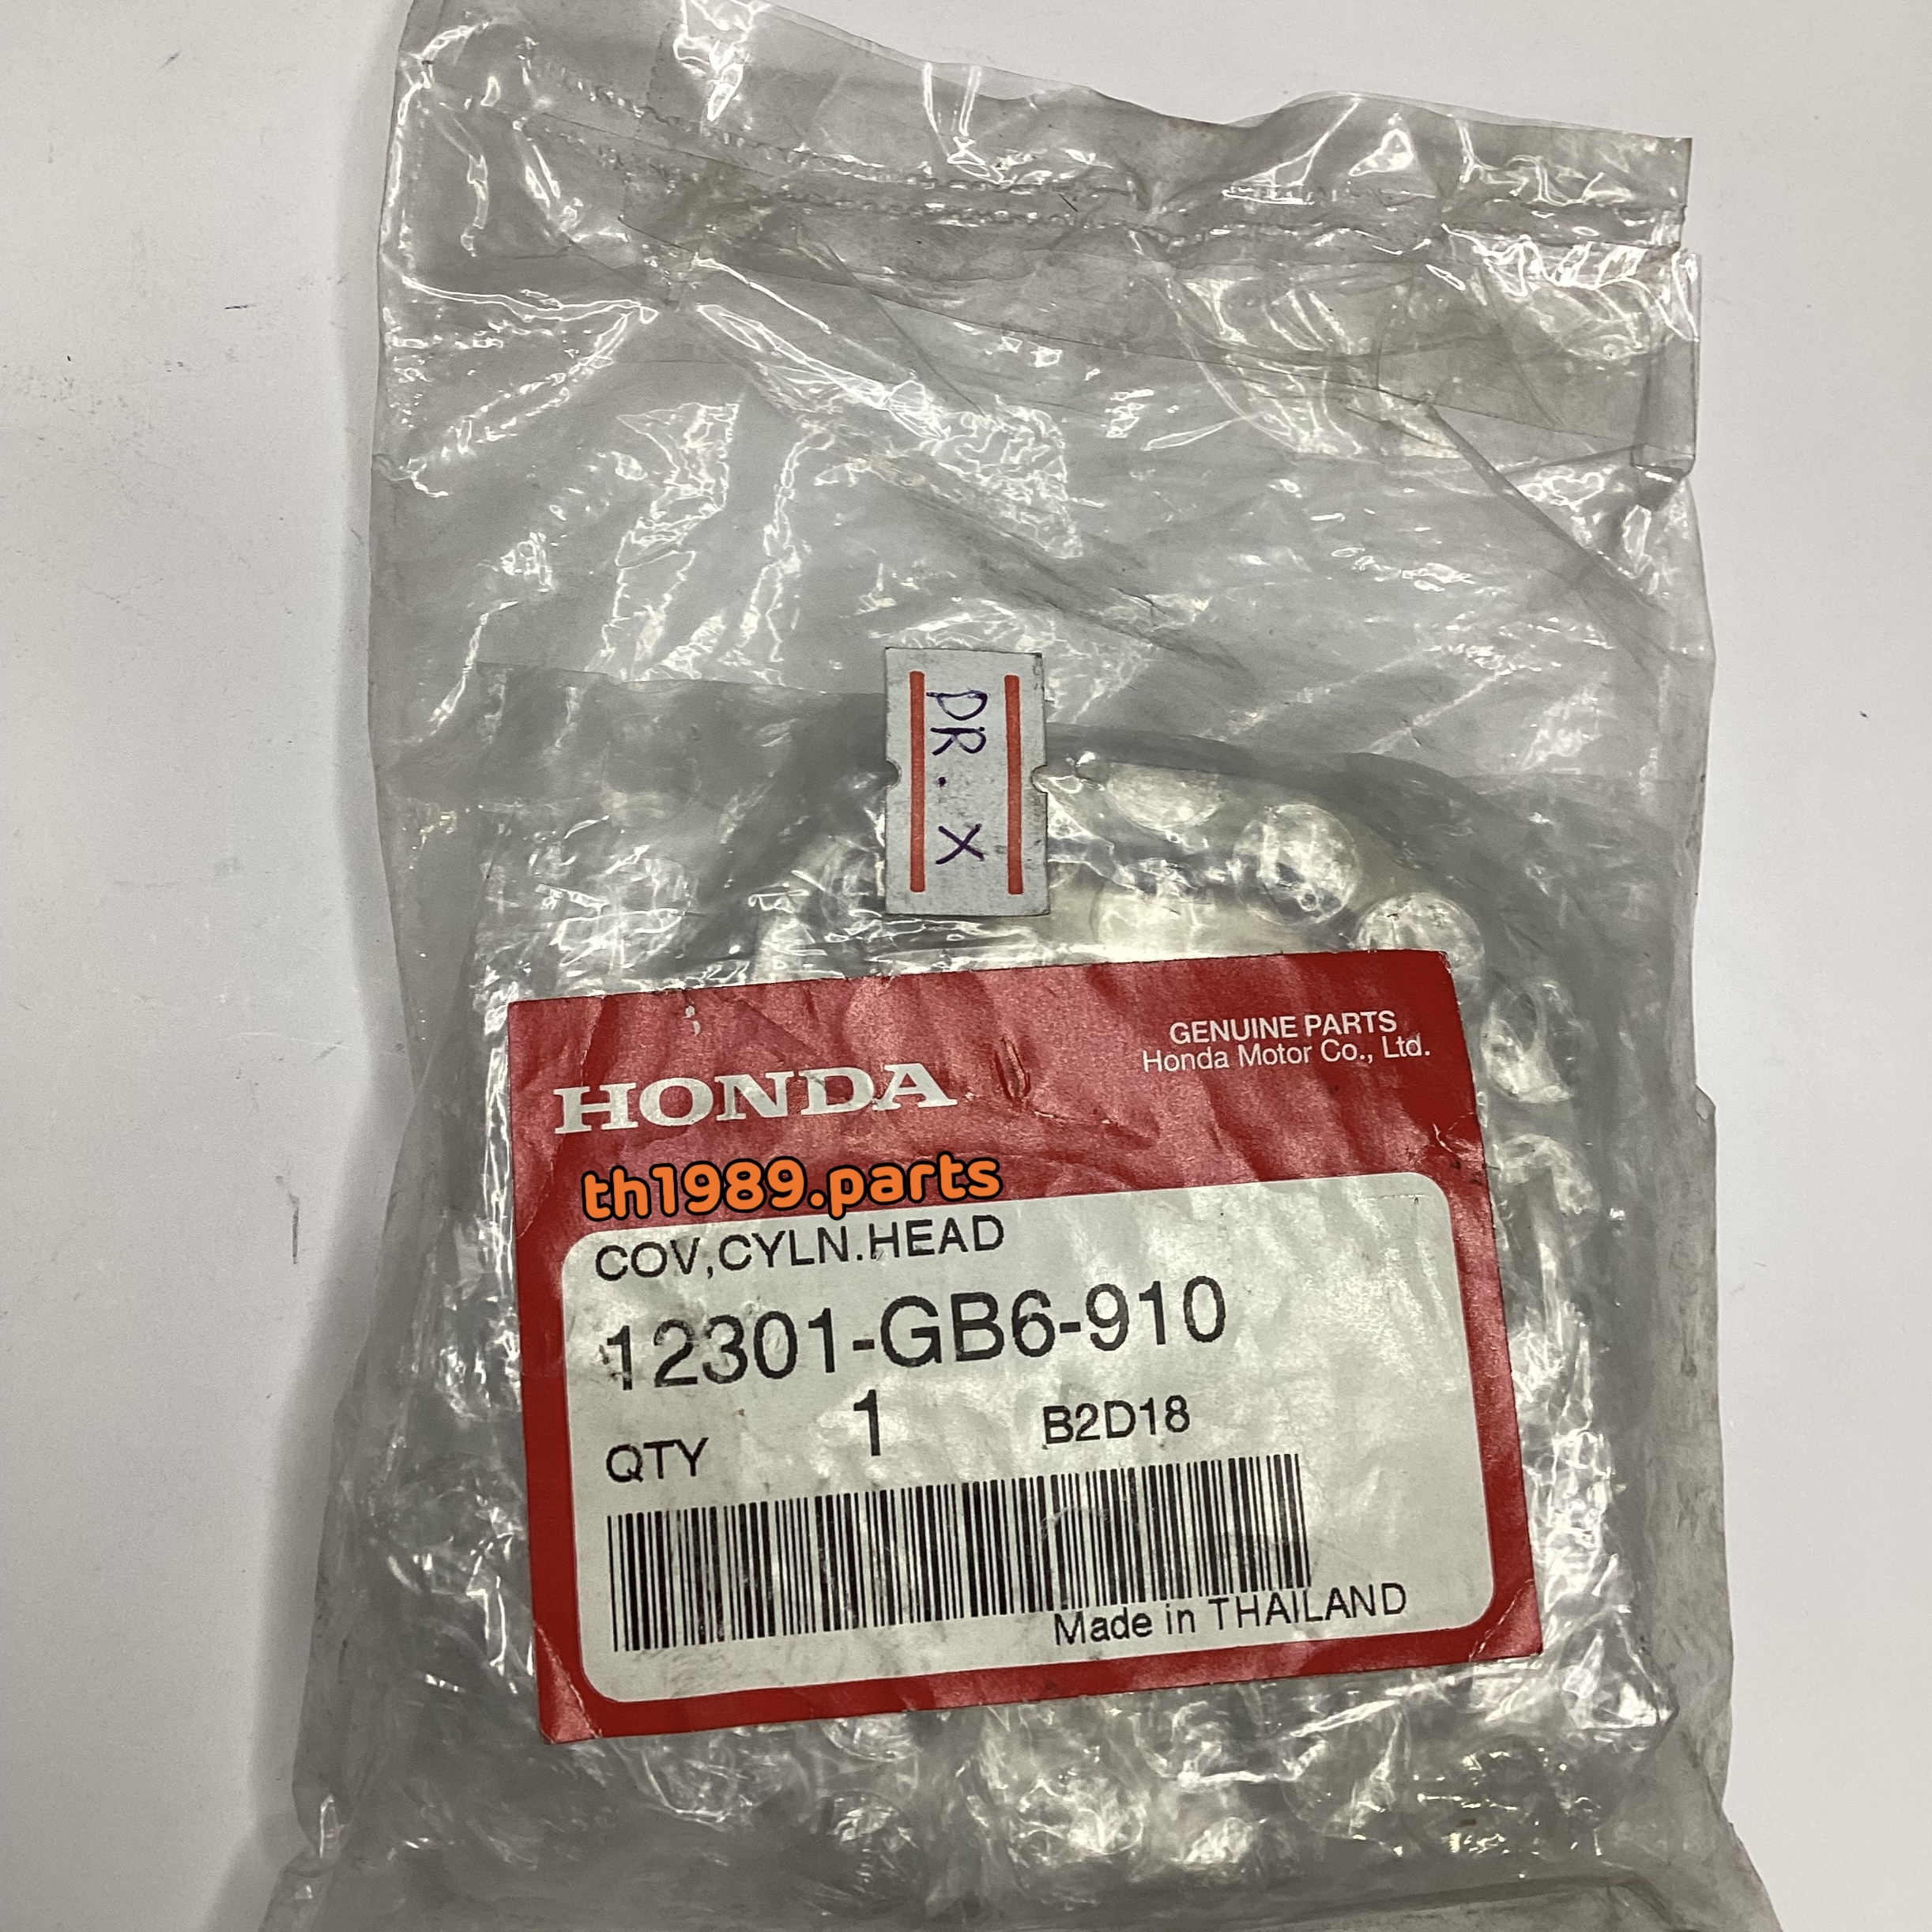 DR. X
GENUINE PARTS
Honda Motor Co., Ltd.
HONDA
th1989.parts
COV,CYLN.HEAD
12301-GB6-910
QTY 1 B2D18
Made in THAILAND